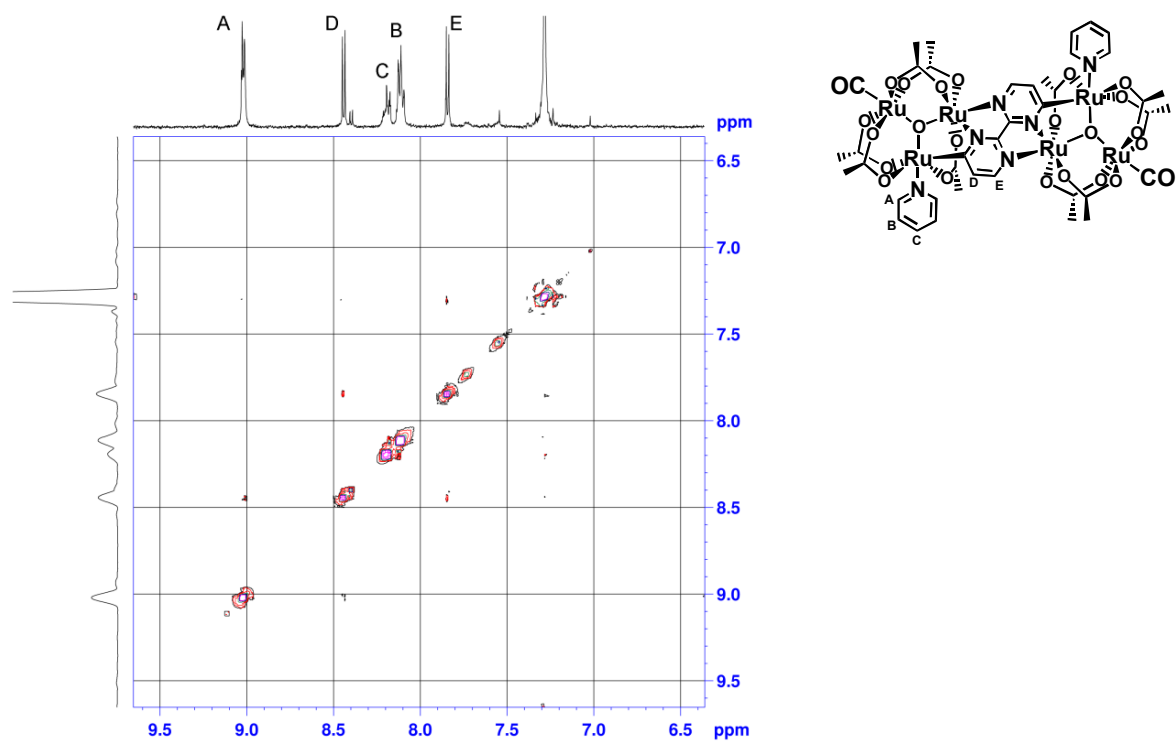 A
D
B
C
E
ppm
6.5
7.0
7.5
8.0
8.5
9.0
9.5
9.5 9.0 8.5 8.0 7.5 7.0 6.5 ppm
N
O O O O O N Ru O O
OC Ru Ru N
O N N O
Ru N Ru Ru
O O O CO
N D E O O O O
A
B
C